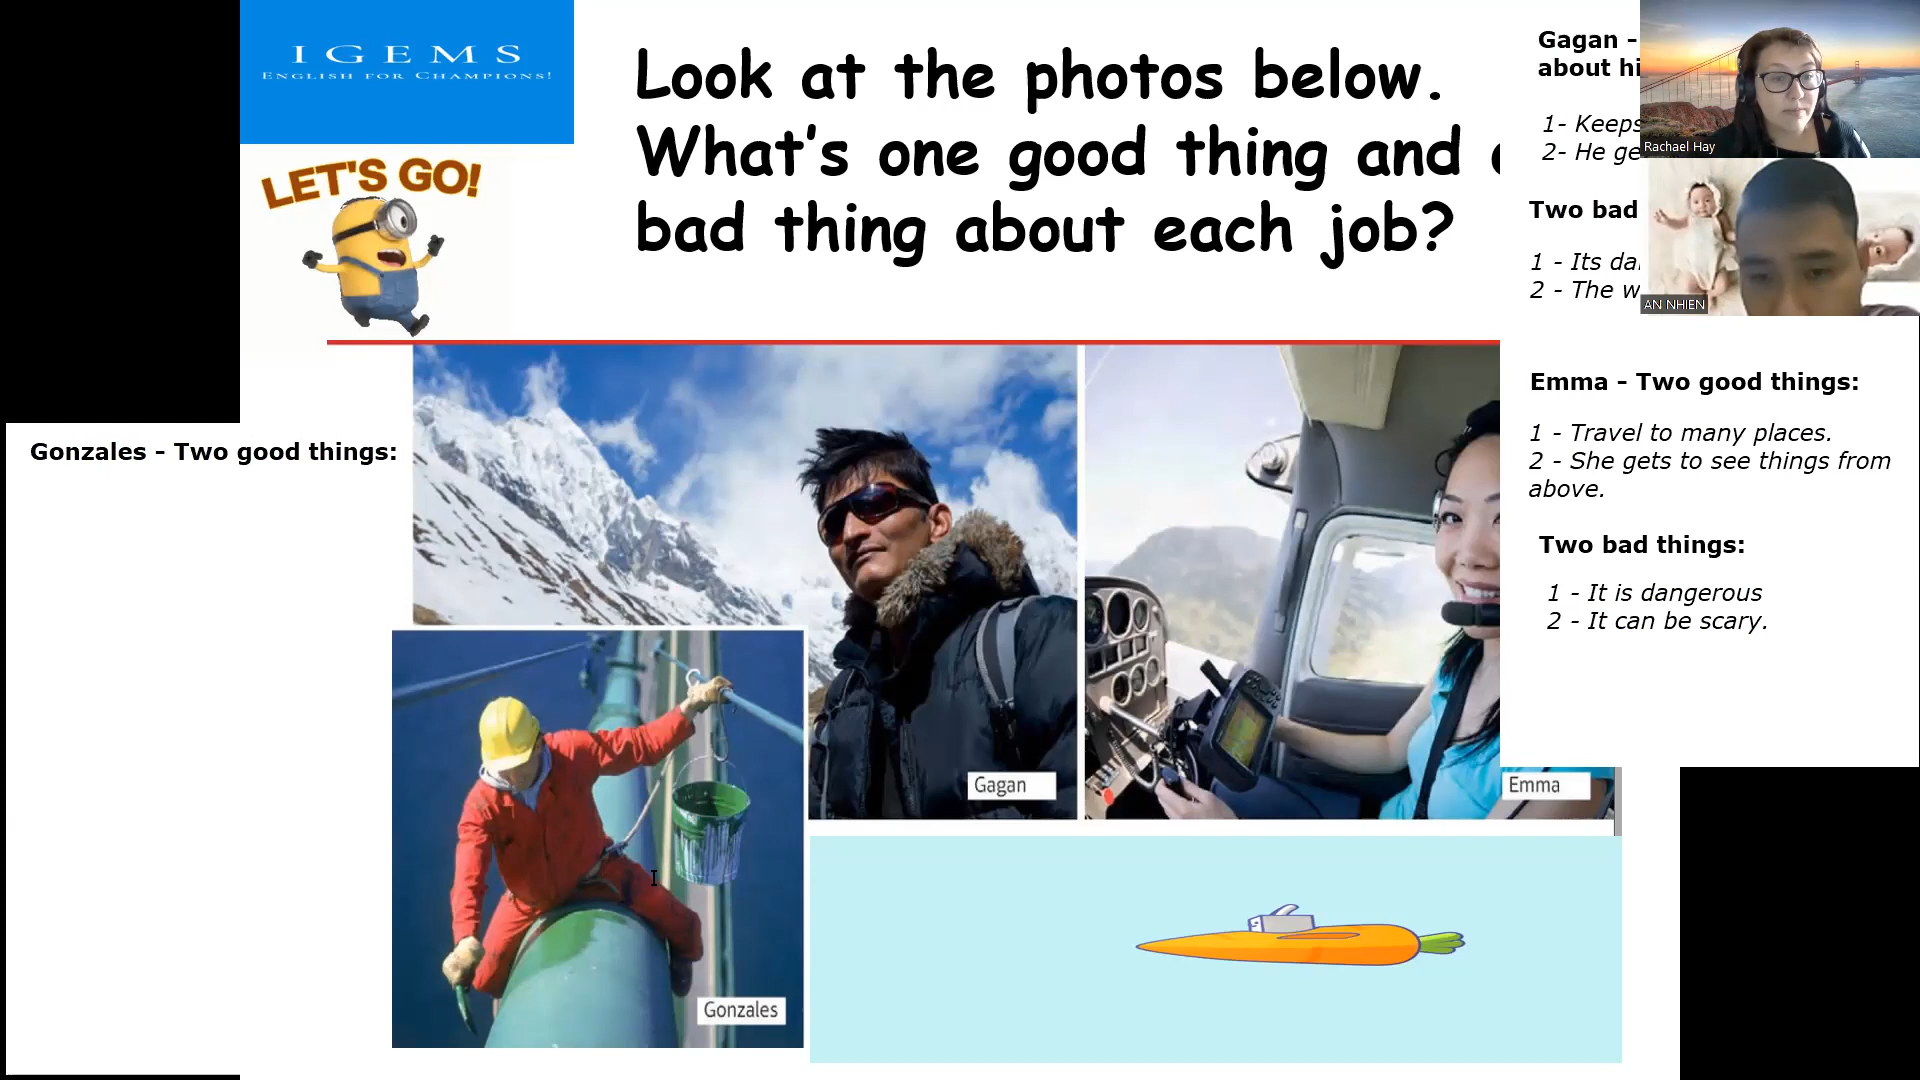 IGEMS
ENGLISH FOR CHAMPIONS!
LET'S GO!
Look at the photos below.
What's one good thing and
bad thing about each job?
Gagan -
about hi
1- Keeps
2- He ge
Two bad
1 - Its da
2 - The w
Rachael Hay
AN NHIEN
Emma - Two good things:
1 - Travel to many places.
2 - She gets to see things from
above.
Two bad things:
1 - It is dangerous
2 - It can be scary.
Gonzales - Two good things:
Gagan
Emma
Gonzales